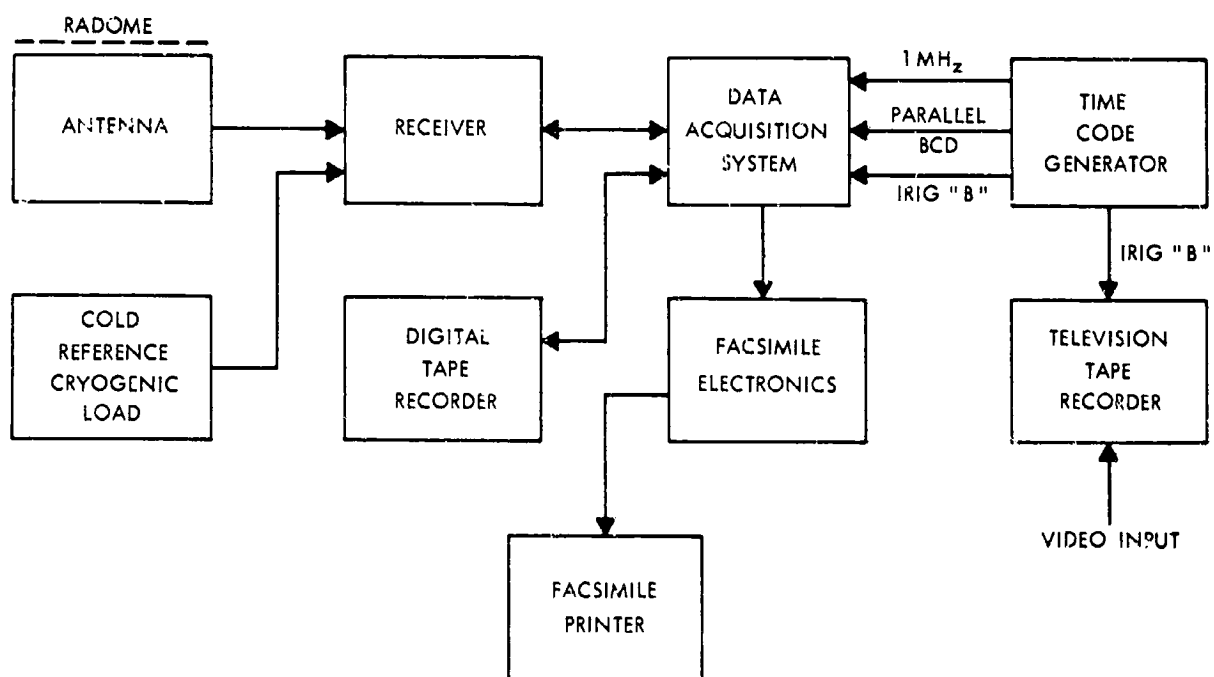 RADOME
ANTENNA
RECEIVER
DATA
ACQUISITION
SYSTEM
1 MHz
PARALLEL
BCD
IRIG "B"
TIME
CODE
GENERATOR
IRIG "B"
COLD
REFERENCE
CRYOGENIC
LOAD
DIGITAL
TAPE
RECORDER
FACSIMILE
ELECTRONICS
TELEVISION
TAPE
RECORDER
VIDEO INPUT
FACSIMILE
PRINTER